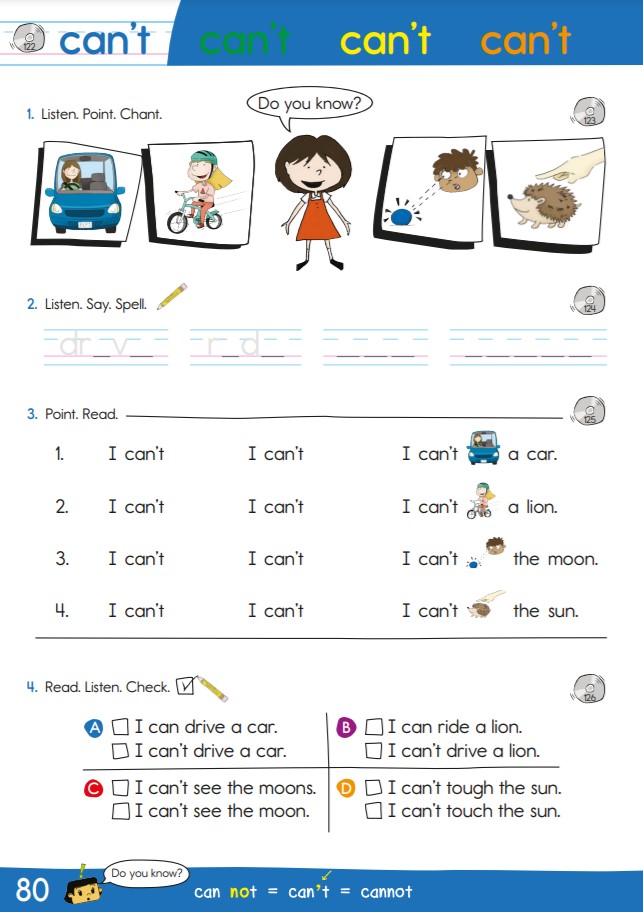 122 can't can't can't can't
Do you know?
1. Listen. Point. Chant.
123
2. Listen. Say. Spell.
124
dr_v_ r_d_ _ _ _ _ _ _ _ _ _
3. Point. Read.
125
1. I can't I can't I can't a car.
2. I can't I can't I can't a lion.
3. I can't I can't I can't the moon.
4. I can't I can't I can't the sun.
4. Read. Listen. Check.
126
A I can drive a car.
I can't drive a car.
B I can ride a lion.
I can't drive a lion.
C I can't see the moons.
I can't see the moon.
D I can't tough the sun.
I can't touch the sun.
80
! Do you know?
can not = can't = cannot